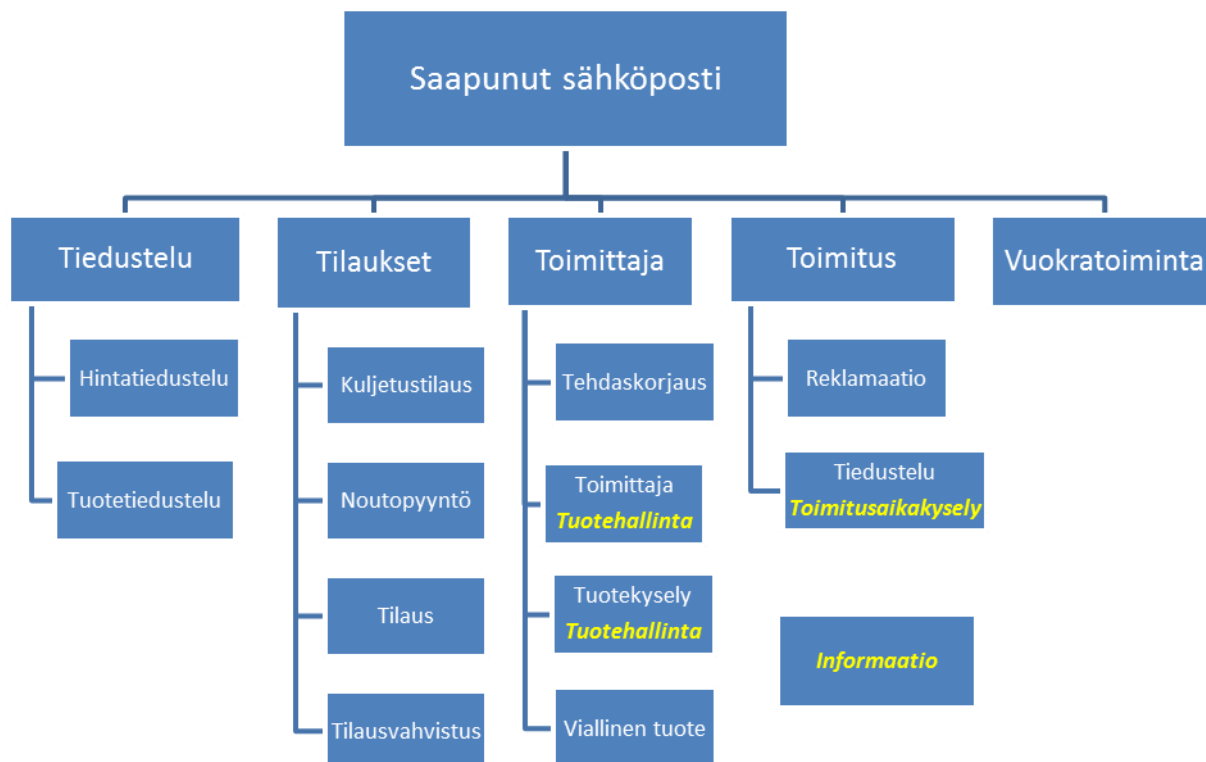 Saapunut sähköposti
Tiedustelu
Hintatiedustelu
Tuotetiedustelu
Tilaukset
Kuljetustilaus
Noutopyyntö
Tilaus
Tilausvahvistus
Toimittaja
Tehdaskorjaus
Toimittaja
Tuotehallinta
Tuotekysely
Tuotehallinta
Viallinen tuote
Toimitus
Reklamaatio
Tiedustelu
Toimitusaikakysely
Informaatio
Vuokratoiminta